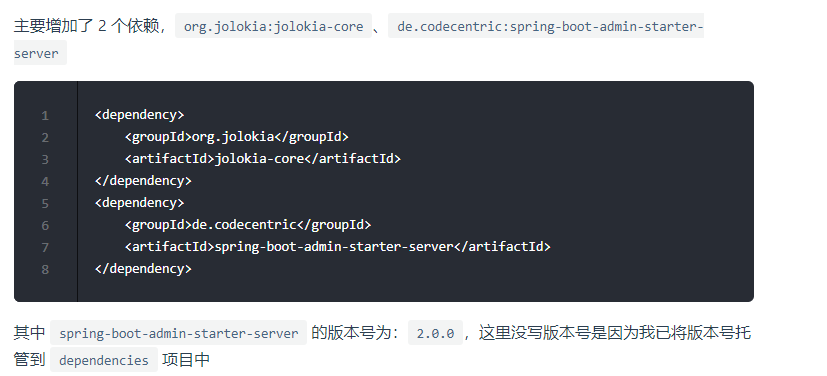 主要增加了 2 个依赖， org.jolokia:jolokia-core 、 de.codecentric:spring-boot-admin-starter-
server
1 <dependency>
2     <groupId>org.jolokia</groupId>
3     <artifactId>jolokia-core</artifactId>
4 </dependency>
5 <dependency>
6     <groupId>de.codecentric</groupId>
7     <artifactId>spring-boot-admin-starter-server</artifactId>
8 </dependency>
其中 spring-boot-admin-starter-server 的版本号为： 2.0.0 ，这里没写版本号是因为我已将版本号托
管到 dependencies 项目中